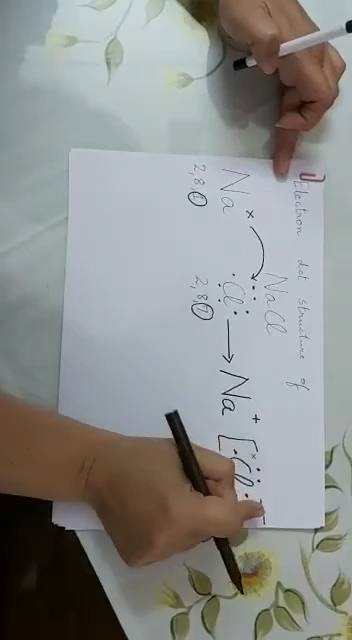 Electron dot structure of
NaCl
Na× ·Cl: → Na⁺ [×Cl:]⁻
2,8,1 2,8,7